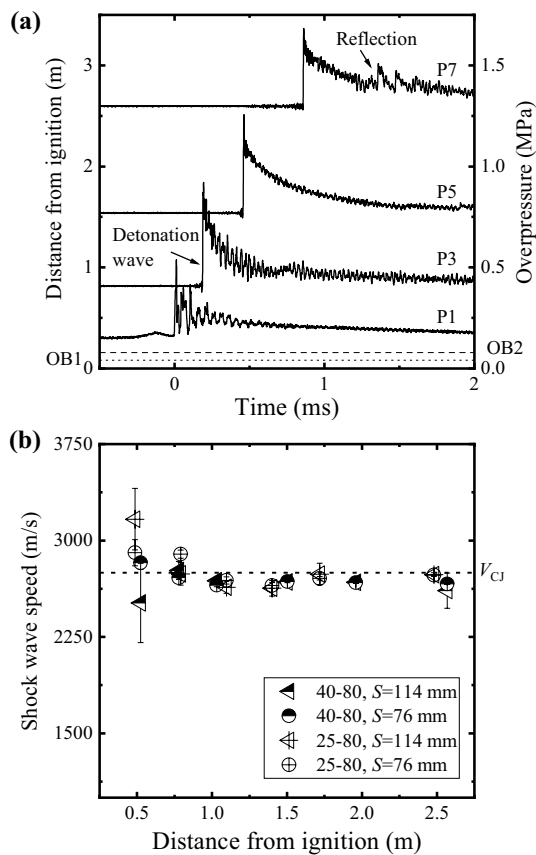 (a)
Distance from ignition (m)
3
2
1
0
OB1
Reflection
P7
P5
Detonation
wave
P3
P1
1.5
1.0
0.5
0.0
OB2
Overpressure (MPa)
0
1
2
Time (ms)
(b)
Shock wave speed (m/s)
3750
3000
2250
1500
V_CJ
40-80, S=114 mm
40-80, S=76 mm
25-80, S=114 mm
25-80, S=76 mm
0.5
1.0
1.5
2.0
2.5
Distance from ignition (m)